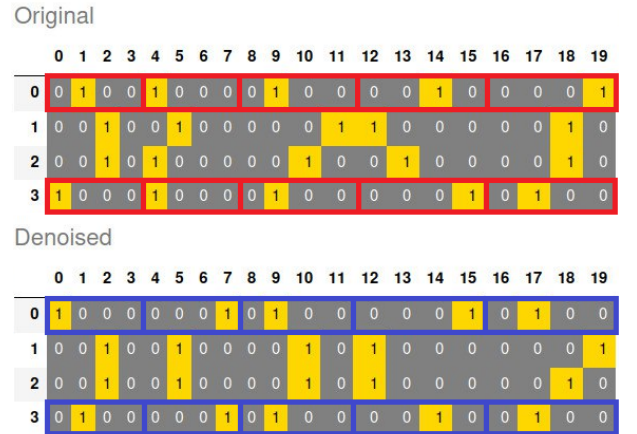 Original
0 1 2 3 4 5 6 7 8 9 10 11 12 13 14 15 16 17 18 19
0 0 1 0 0 1 0 0 0 0 1 0 0 0 0 1 0 0 0 0 1
1 0 0 1 0 0 1 0 0 0 0 0 1 1 0 0 0 0 0 1 0
2 0 0 1 0 1 0 0 0 0 0 1 0 0 1 0 0 0 0 1 0
3 1 0 0 0 1 0 0 0 0 1 0 0 0 0 0 1 0 1 0 0
Denoised
0 1 2 3 4 5 6 7 8 9 10 11 12 13 14 15 16 17 18 19
0 1 0 0 0 0 0 0 1 0 1 0 0 0 0 0 1 0 1 0 0
1 0 0 1 0 0 1 0 0 0 0 1 0 1 0 0 0 0 0 0 1
2 0 0 1 0 0 1 0 0 0 0 1 0 1 0 0 0 0 0 1 0
3 0 1 0 0 0 0 0 1 0 1 0 0 0 0 1 0 0 1 0 0